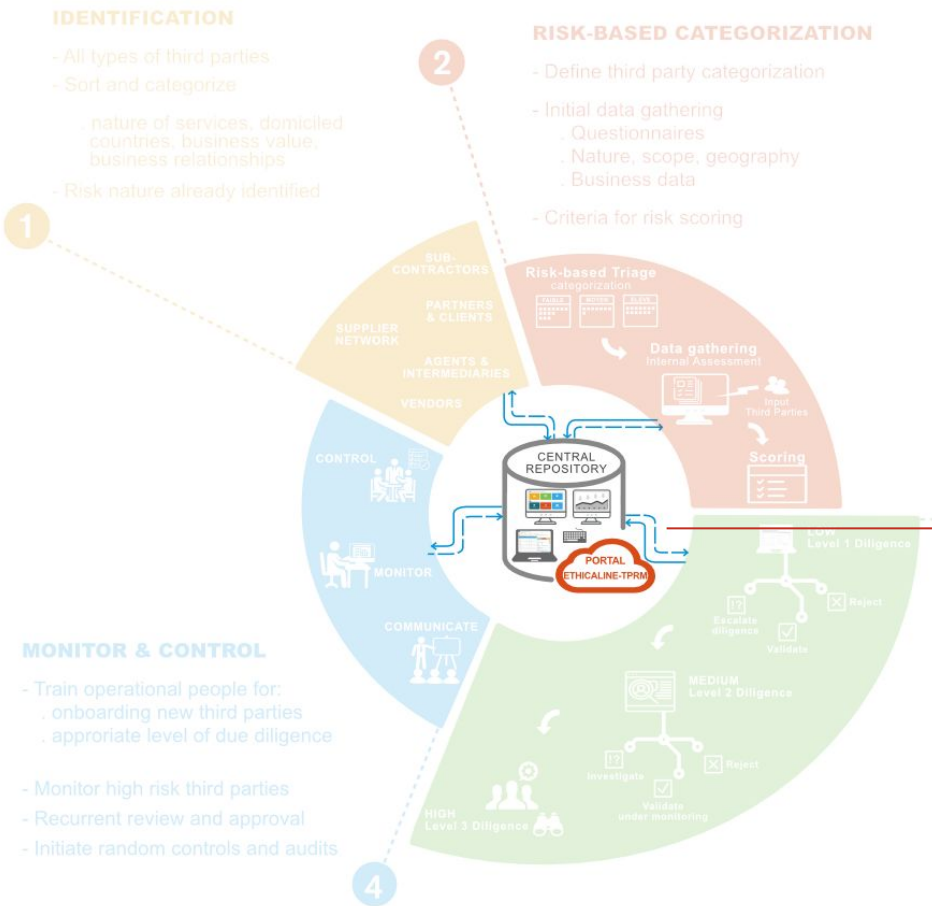 IDENTIFICATION
- All types of third parties
- Sort and categorize
. nature of services, domiciled
countries, business value,
business relationships
- Risk nature already identified
1
2
RISK-BASED CATEGORIZATION
- Define third party categorization
- Initial data gathering
. Questionnaires
. Nature, scope, geography
. Business data
- Criteria for risk scoring
SUB-
CONTRACTORS
PARTNERS
& CLIENTS
SUPPLIER
NETWORK
AGENTS &
INTERMEDIARIES
VENDORS
Risk-based Triage
categorization
Data gathering
Internal Assessment
Input
Third Parties
Scoring
CENTRAL
REPOSITORY
PORTAL
ETHICALINE-TPRM
CONTROL
MONITOR
COMMUNICATE
LOW
Level 1 Diligence
!?
Escalate
diligence
Validate
Reject
MEDIUM
Level 2 Diligence
!?
Investigate
Validate
under monitoring
Reject
HIGH
Level 3 Diligence
MONITOR & CONTROL
- Train operational people for:
. onboarding new third parties
. approriate level of due diligence
- Monitor high risk third parties
- Recurrent review and approval
- Initiate random controls and audits
4